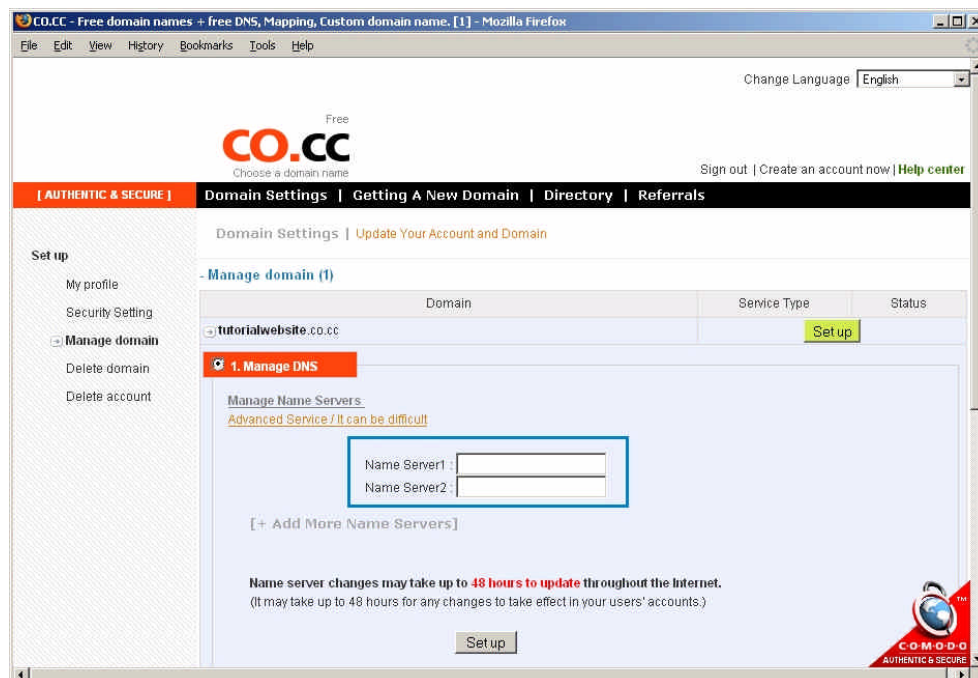 CO.CC - Free domain names + free DNS, Mapping, Custom domain name. [1] - Mozilla Firefox
File Edit View History Bookmarks Tools Help
Change Language English
Free
CO.CC
Choose a domain name
Sign out | Create an account now | Help center
[ AUTHENTIC & SECURE ] Domain Settings | Getting A New Domain | Directory | Referrals
Domain Settings | Update Your Account and Domain
Set up
My profile
Security Setting
Manage domain
Delete domain
Delete account
- Manage domain (1)
Domain Service Type Status
tutorialwebsite.co.cc Set up
1. Manage DNS
Manage Name Servers
Advanced Service / It can be difficult
Name Server1 :
Name Server2 :
[+ Add More Name Servers]
Name server changes may take up to 48 hours to update throughout the Internet.
(It may take up to 48 hours for any changes to take effect in your users' accounts.)
Set up
TM
C·O·M·O·D·O
AUTHENTIC & SECURE